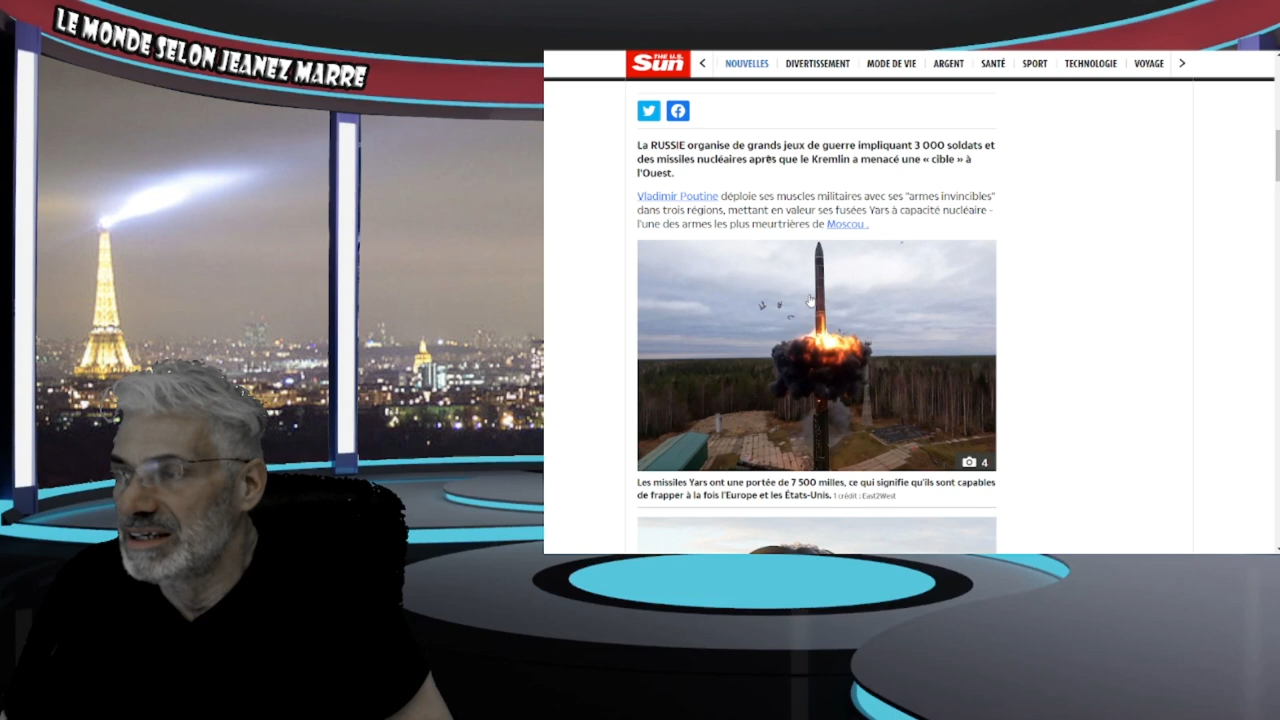 LE MONDE SELON JEANEZ MARRE
THE U.S. Sun
NOUVELLES DIVERTISSEMENT MODE DE VIE ARGENT SANTÉ SPORT TECHNOLOGIE VOYAGE
La RUSSIE organise de grands jeux de guerre impliquant 3 000 soldats et
des missiles nucléaires après que le Kremlin a menacé une « cible » à
l'Ouest.
Vladimir Poutine déploie ses muscles militaires avec ses "armes invincibles"
dans trois régions, mettant en valeur ses fusées Yars à capacité nucléaire -
l'une des armes les plus meurtrières de Moscou .
4
Les missiles Yars ont une portée de 7 500 milles, ce qui signifie qu'ils sont capables
de frapper à la fois l'Europe et les États-Unis. 1 crédit : East2West